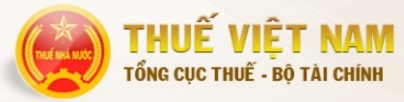 THUẾ NHÀ NƯỚC
THUẾ VIỆT NAM
TỔNG CỤC THUẾ - BỘ TÀI CHÍNH